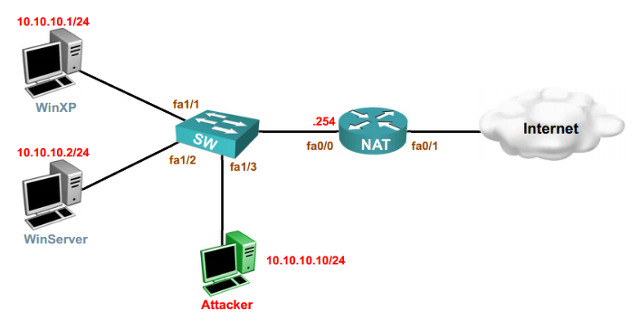 10.10.10.1/24
WinXP
fa1/1
10.10.10.2/24
WinServer
fa1/2
SW
fa1/3
.254
fa0/0
NAT
fa0/1
Internet
10.10.10.10/24
Attacker